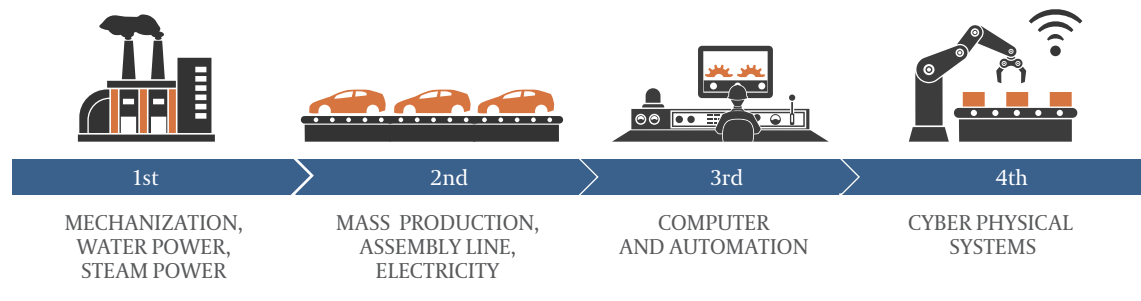 1st
2nd
3rd
4th
MECHANIZATION,
WATER POWER,
STEAM POWER
MASS PRODUCTION,
ASSEMBLY LINE,
ELECTRICITY
COMPUTER
AND AUTOMATION
CYBER PHYSICAL
SYSTEMS